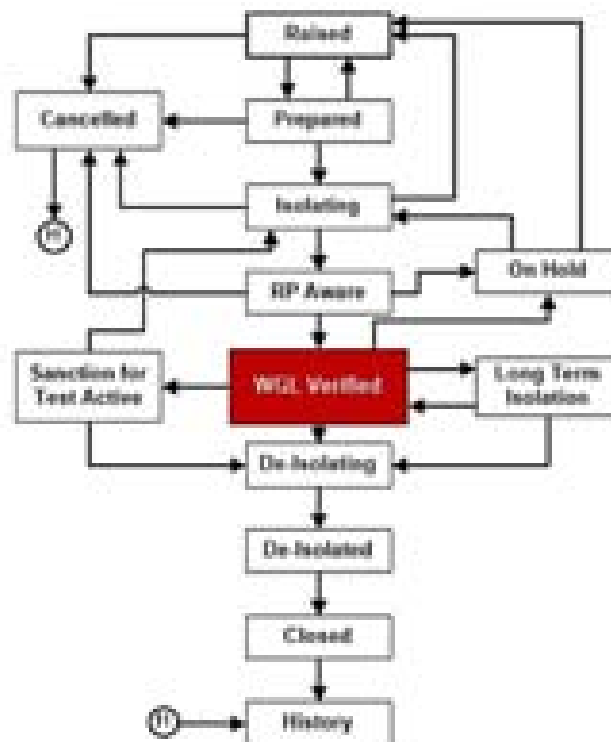 Raised
Cancelled
Prepared
H
Isolating
On Hold
RP Aware
Sanction for
Test Active
WGL Verified
Long Term
Isolation
De-Isolating
De-Isolated
Closed
H
History